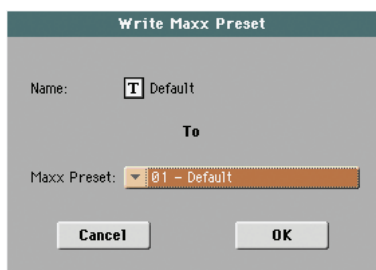 Write Maxx Preset
Name: T Default
To
Maxx Preset: 01 - Default
Cancel OK